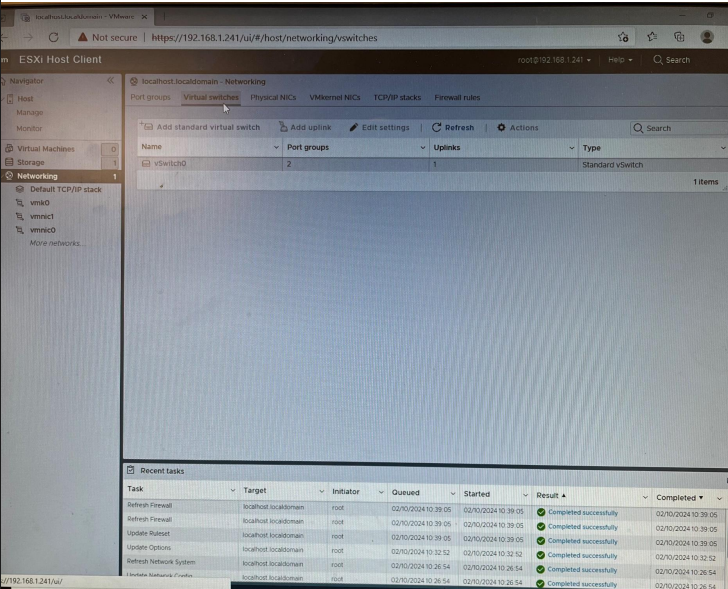 localhost.localdomain - VMware
Not secure | https://192.168.1.241/ui/#/host/networking/vswitches
m ESXi Host Client root@192.168.1.241 Help Search
Navigator
localhost.localdomain - Networking
Host
Manage
Monitor
Virtual Machines 0
Storage 1
Networking 1
Default TCP/IP stack
vmk0
vmnic1
vmnic0
More networks...
Port groups Virtual switches Physical NICs VMkernel NICs TCP/IP stacks Firewall rules
Add standard virtual switch Add uplink Edit settings | Refresh | Actions Search
Name Port groups Uplinks Type
vSwitch0 2 1 Standard vSwitch
1 items
Recent tasks
Task Target Initiator Queued Started Result Completed
Refresh Firewall localhost.localdomain root 02/10/2024 10:39:05 02/10/2024 10:39:05 Completed successfully 02/10/2024 10:39:05
Refresh Firewall localhost.localdomain root 02/10/2024 10:39:05 02/10/2024 10:39:05 Completed successfully 02/10/2024 10:39:05
Update Ruleset localhost.localdomain root 02/10/2024 10:39:05 02/10/2024 10:39:05 Completed successfully 02/10/2024 10:39:05
Update Options localhost.localdomain root 02/10/2024 10:32:52 02/10/2024 10:32:52 Completed successfully 02/10/2024 10:32:52
Refresh Network System localhost.localdomain root 02/10/2024 10:26:54 02/10/2024 10:26:54 Completed successfully 02/10/2024 10:26:54
Update Network Config localhost.localdomain root 02/10/2024 10:26:54 02/10/2024 10:26:54 Completed successfully 02/10/2024 10:26:54
://192.168.1.241/ui/